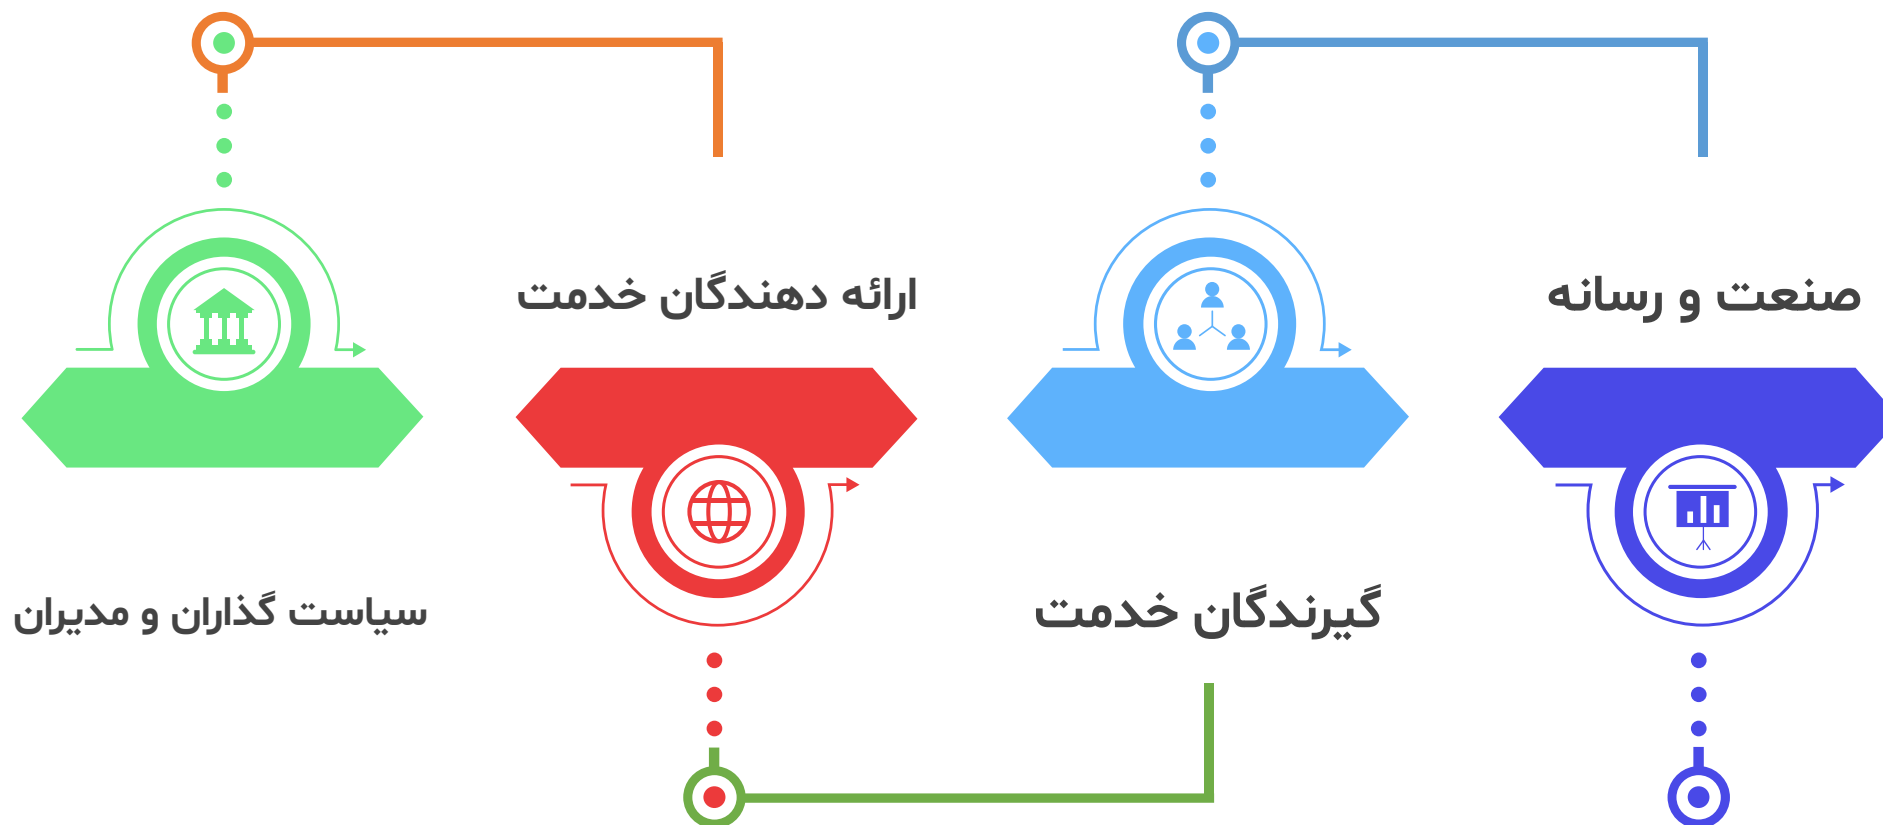 صنعت و رسانه
گیرندگان خدمت
ارائه دهندگان خدمت
سیاست گذاران و مدیران